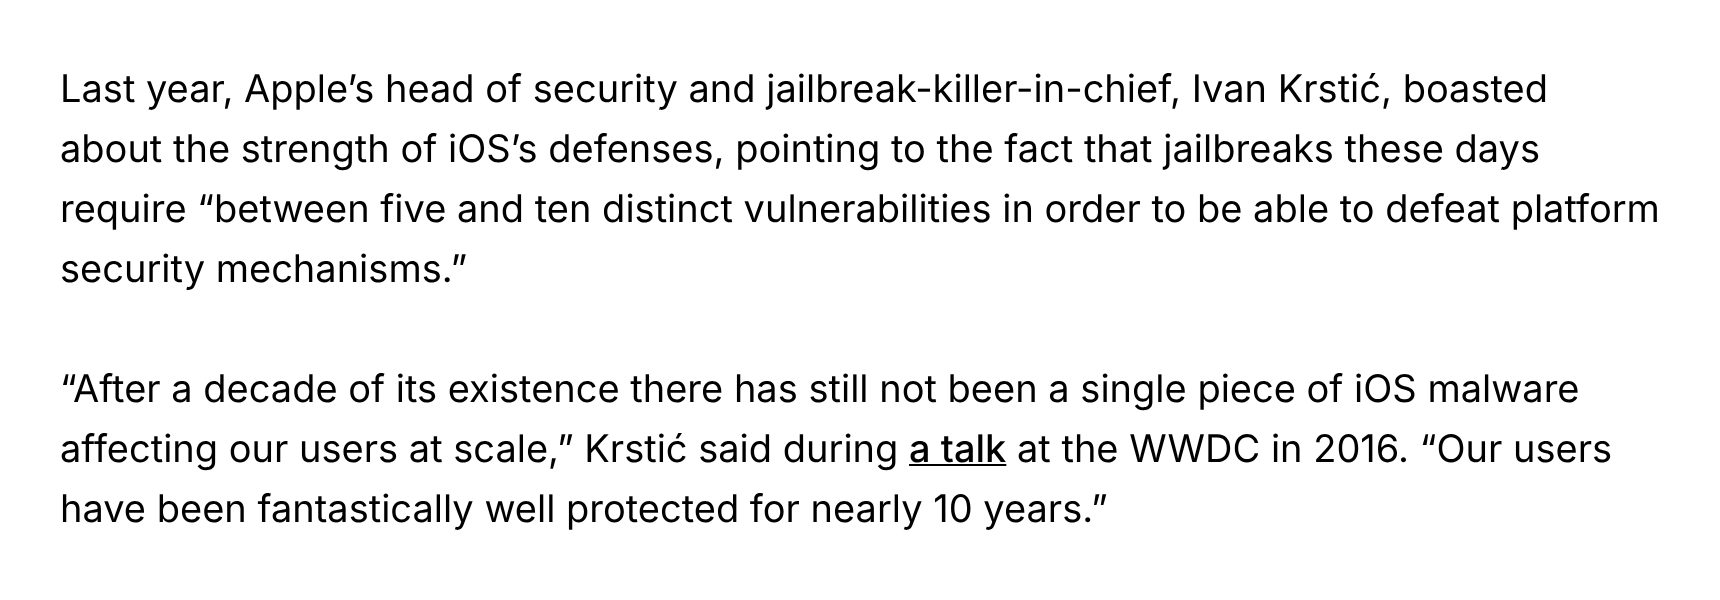 Last year, Apple’s head of security and jailbreak-killer-in-chief, Ivan Krstić, boasted
about the strength of iOS’s defenses, pointing to the fact that jailbreaks these days
require “between five and ten distinct vulnerabilities in order to be able to defeat platform
security mechanisms.”
“After a decade of its existence there has still not been a single piece of iOS malware
affecting our users at scale,” Krstić said during a talk at the WWDC in 2016. “Our users
have been fantastically well protected for nearly 10 years.”